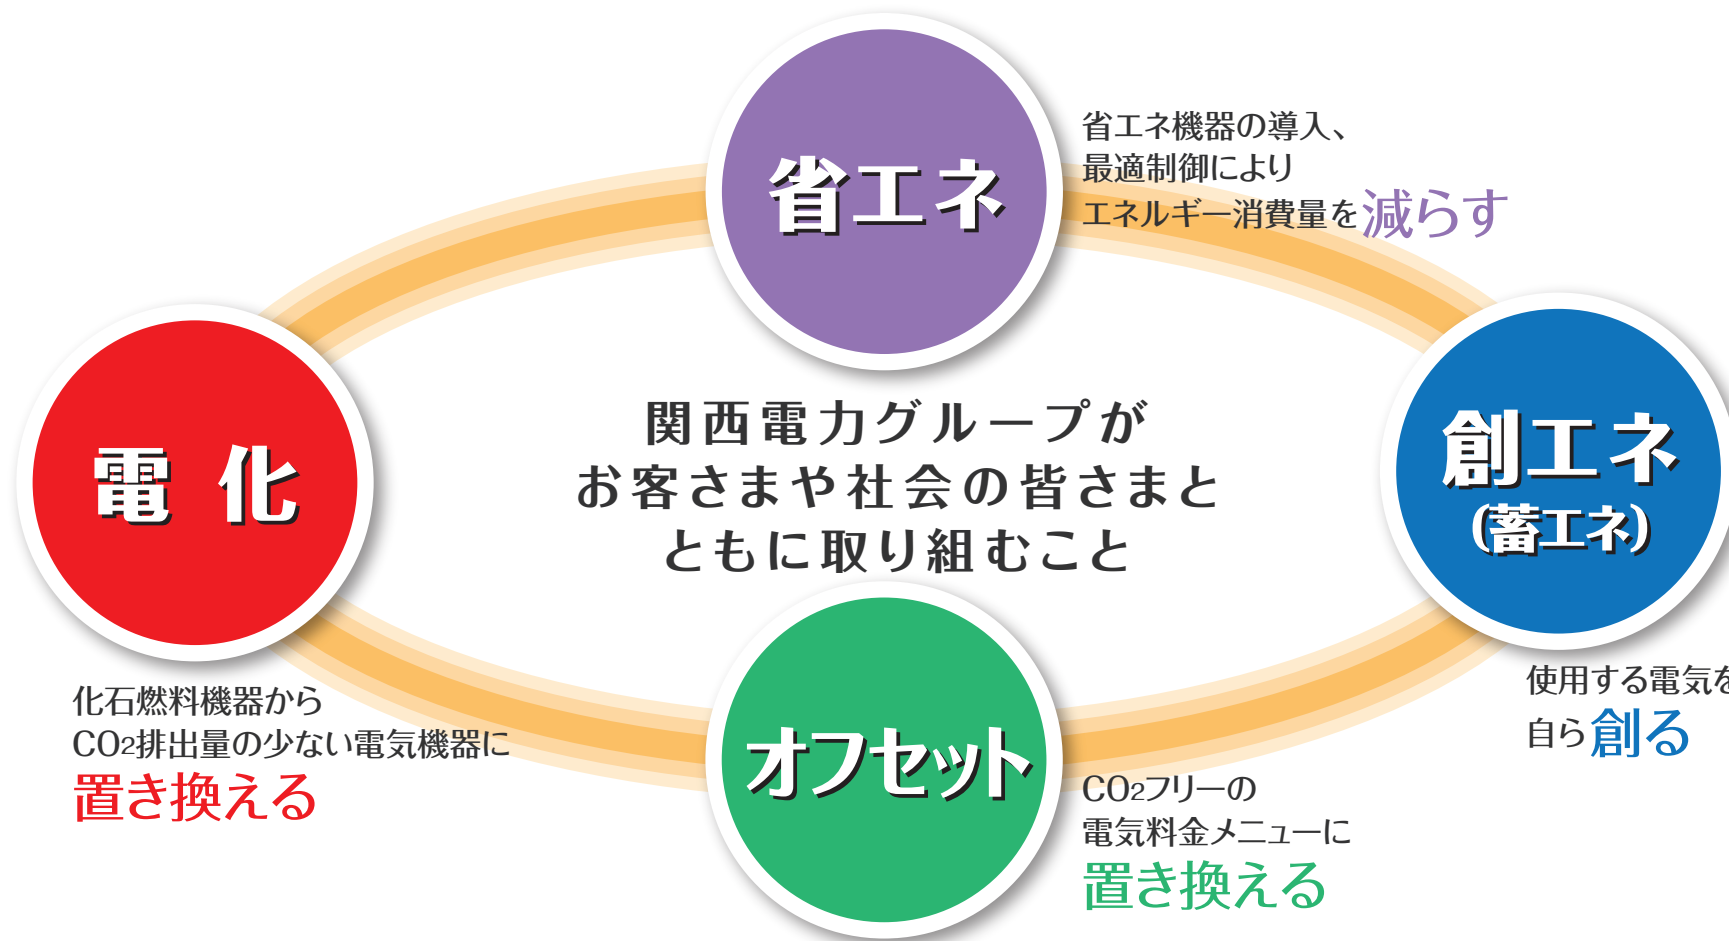 省エネ
省エネ機器の導入、
最適制御により
エネルギー消費量を減らす
電化
化石燃料機器から
CO2排出量の少ない電気機器に
置き換える
関西電力グループが
お客さまや社会の皆さまと
ともに取り組むこと
創エネ
(蓄エネ)
使用する電気を
自ら創る
オフセット
CO2フリーの
電気料金メニューに
置き換える